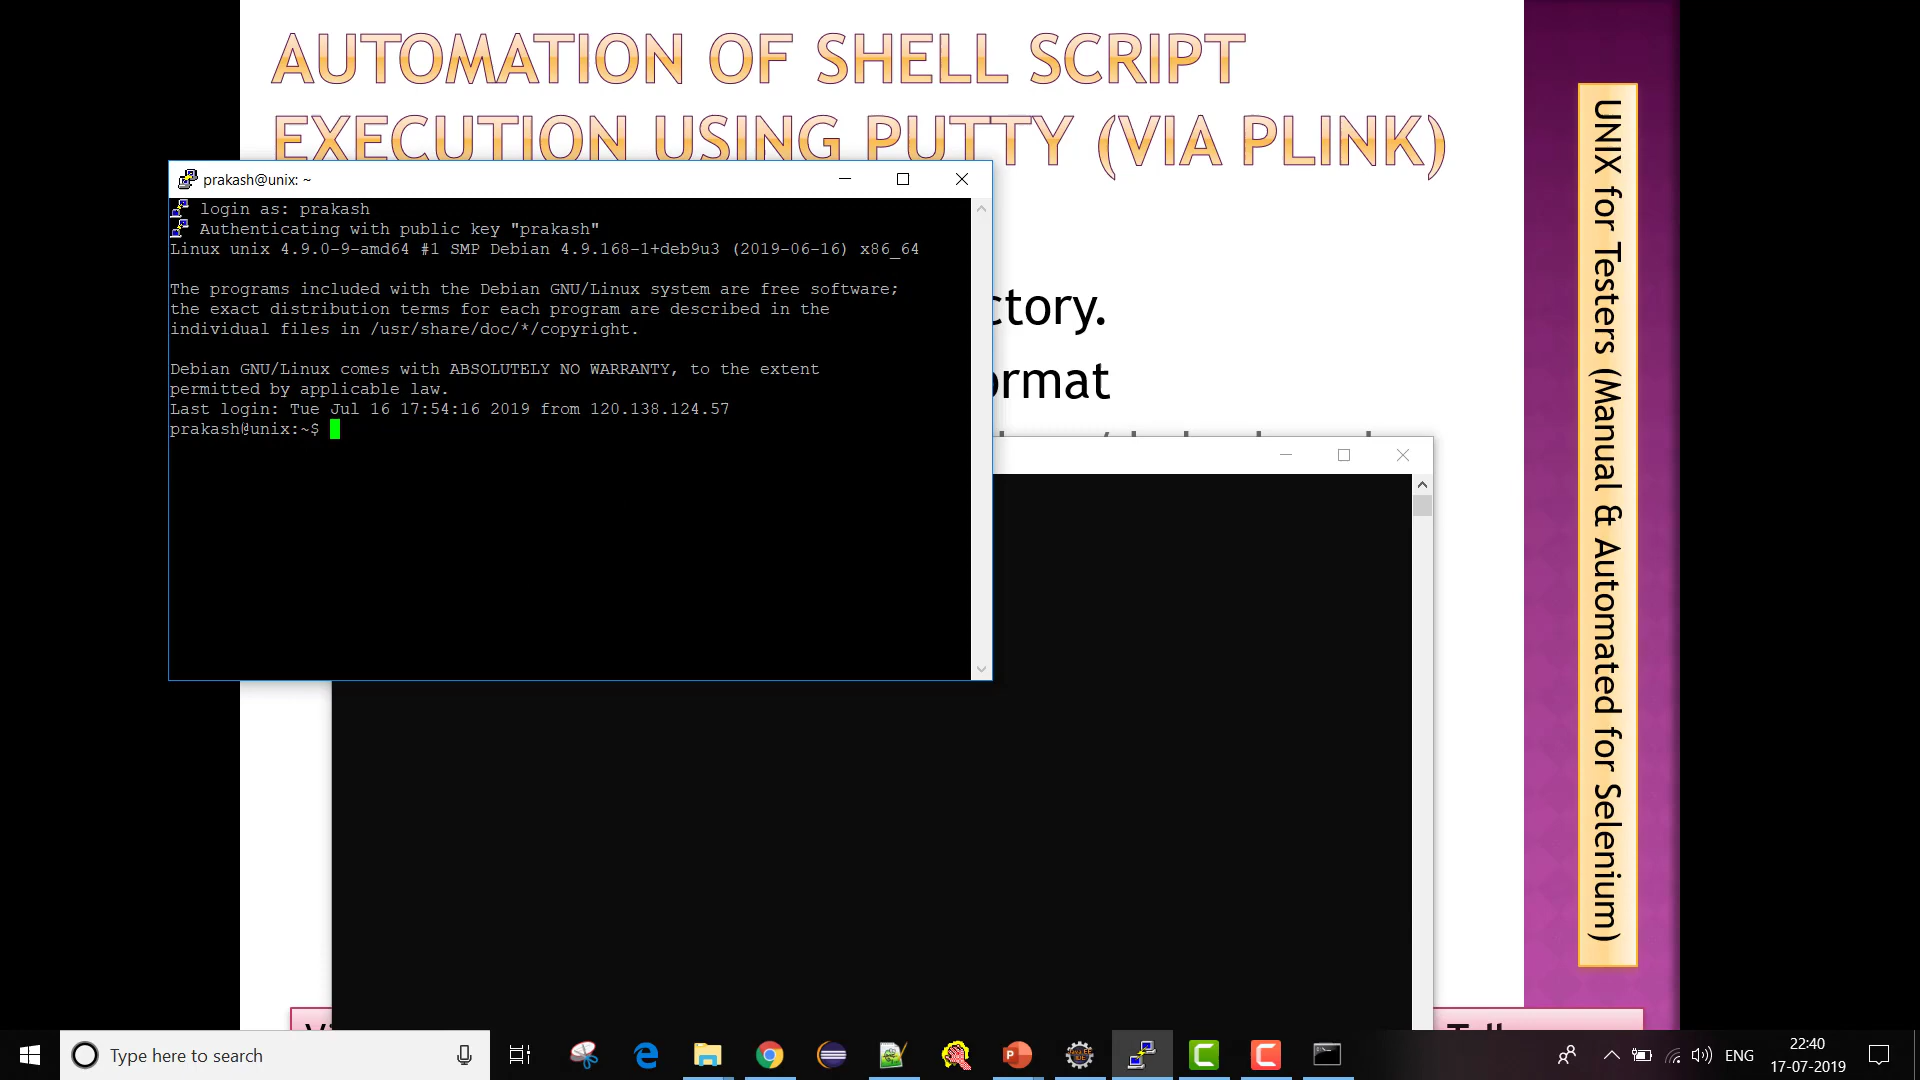 AUTOMATION OF SHELL SCRIPT
EXECUTION USING PUTTY (VIA PLINK)
prakash@unix: ~
login as: prakash
Authenticating with public key "prakash"
Linux unix 4.9.0-9-amd64 #1 SMP Debian 4.9.168-1+deb9u3 (2019-06-16) x86_64
The programs included with the Debian GNU/Linux system are free software;
the exact distribution terms for each program are described in the
individual files in /usr/share/doc/*/copyright.
Debian GNU/Linux comes with ABSOLUTELY NO WARRANTY, to the extent
permitted by applicable law.
Last login: Tue Jul 16 17:54:16 2019 from 120.138.124.57
prakash@unix:~$
ctory.
ormat
UNIX for Testers (Manual & Automated for Selenium)
Type here to search
ENG
22:40
17-07-2019